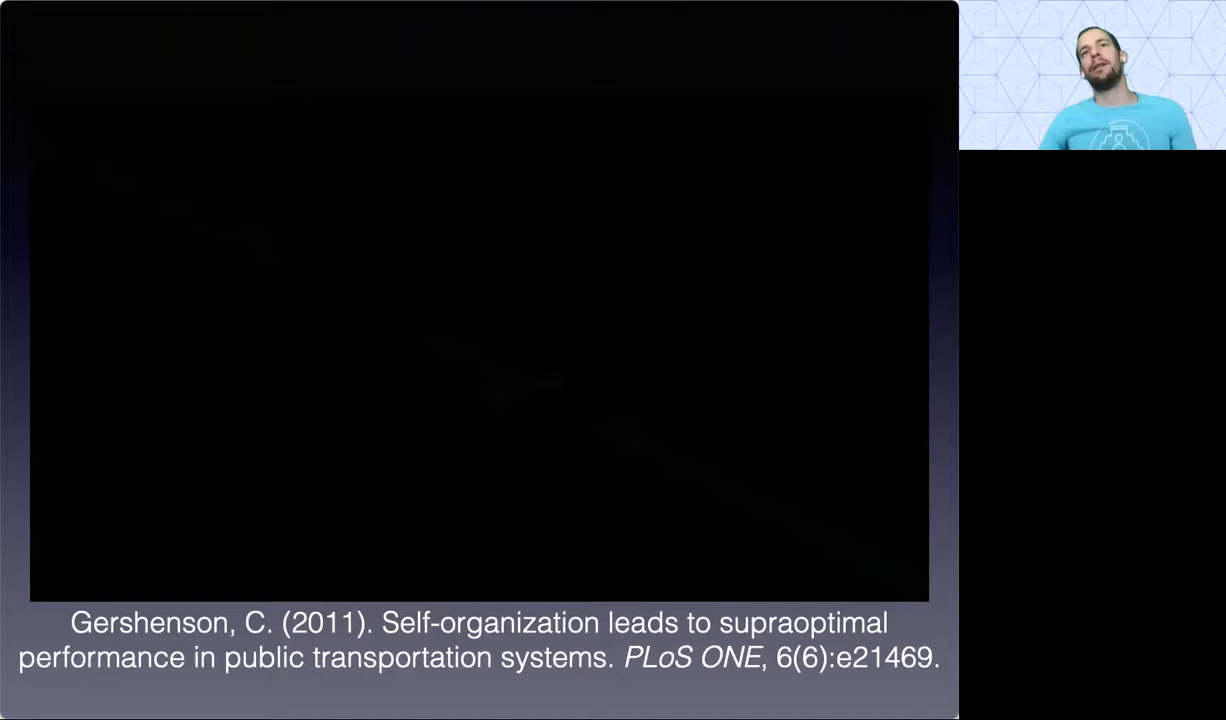 Gershenson, C. (2011). Self-organization leads to supraoptimal
performance in public transportation systems. PLoS ONE, 6(6):e21469.